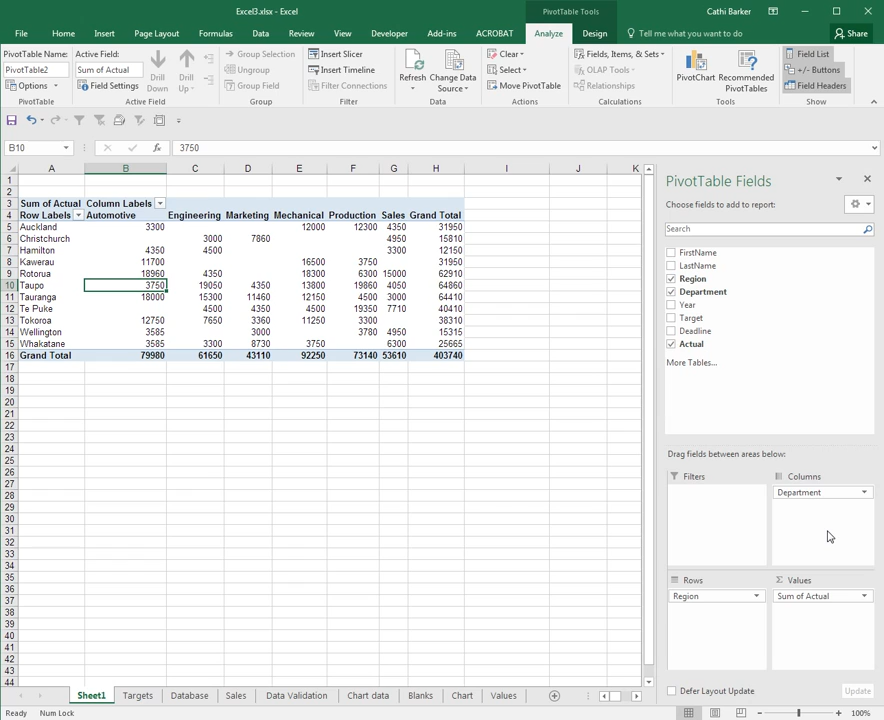 Excel3.xlsx - Excel
PivotTable Tools
Cathi Barker
File Home Insert Page Layout Formulas Data Review View Developer Add-ins ACROBAT Analyze Design Tell me what you want to do Share
PivotTable Name:
PivotTable2
Options
PivotTable
Active Field:
Sum of Actual
Field Settings
Drill Down
Drill Up
Active Field
Group Selection
Ungroup
Group Field
Group
Insert Slicer
Insert Timeline
Filter Connections
Filter
Refresh
Change Data Source
Data
Clear
Select
Move PivotTable
Actions
Fields, Items, & Sets
OLAP Tools
Relationships
Calculations
PivotChart
Recommended PivotTables
Tools
Field List
+/- Buttons
Field Headers
Show
B10 fx 3750
A B C D E F G H I J K
1
2
3 Sum of Actual Column Labels
4 Row Labels Automotive Engineering Marketing Mechanical Production Sales Grand Total
5 Auckland 3300 12000 12300 4350 31950
6 Christchurch 3000 7860 4950 15810
7 Hamilton 4350 4500 3300 12150
8 Kawerau 11700 16500 3750 31950
9 Rotorua 18960 4350 18300 6300 15000 62910
10 Taupo 3750 19050 4350 13800 19860 4050 64860
11 Tauranga 18000 15300 11460 12150 4500 3000 64410
12 Te Puke 4500 4350 4500 19350 7710 40410
13 Tokoroa 12750 7650 3360 11250 3300 38310
14 Wellington 3585 3000 3780 4950 15315
15 Whakatane 3585 3300 8730 3750 6300 25665
16 Grand Total 79980 61650 43110 92250 73140 53610 403740
17
18
19
20
21
22
23
24
25
26
27
28
29
30
31
32
33
34
35
36
37
38
39
40
41
42
43
44
PivotTable Fields
Choose fields to add to report:
Search
FirstName
LastName
Region
Department
Year
Target
Deadline
Actual
More Tables...
Drag fields between areas below:
Filters
Columns
Department
Rows
Region
Σ Values
Sum of Actual
Defer Layout Update
Update
Sheet1 Targets Database Sales Data Validation Chart data Blanks Chart Values
Ready Num Lock 100%